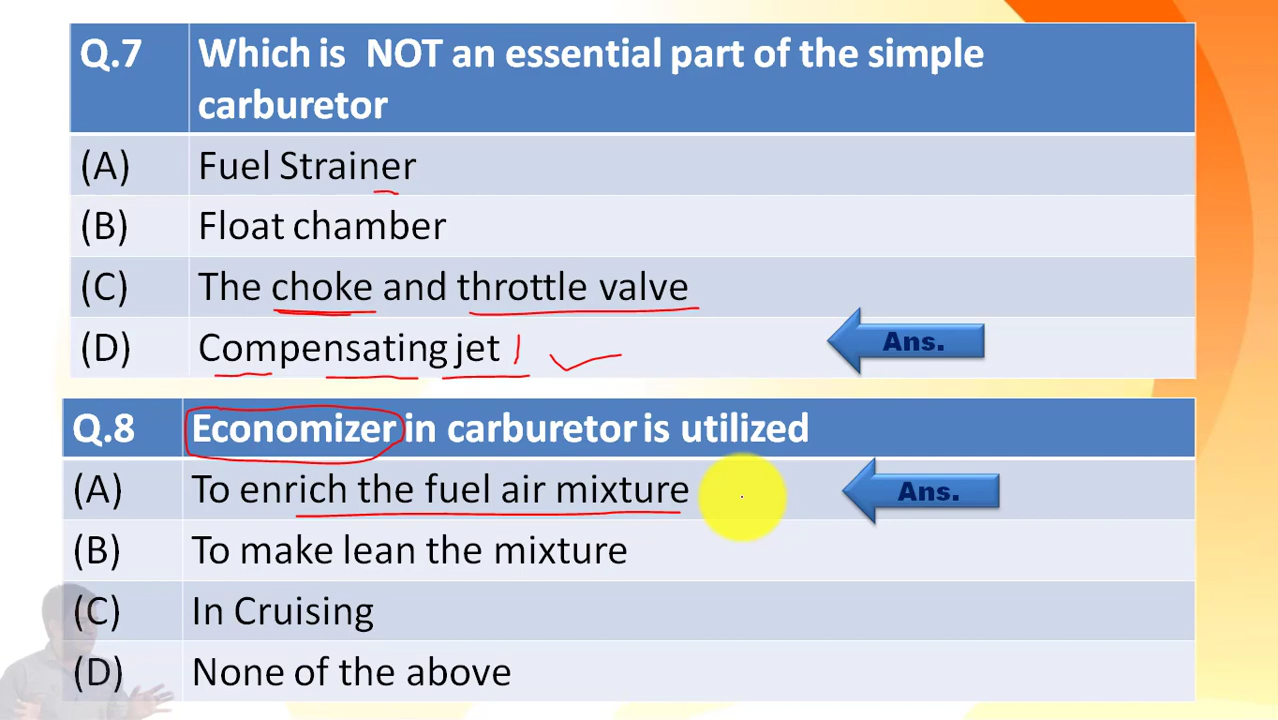 Q.7 Which is NOT an essential part of the simple
carburetor
(A) Fuel Strainer
(B) Float chamber
(C) The choke and throttle valve
(D) Compensating jet Ans.
Q.8 Economizer in carburetor is utilized
(A) To enrich the fuel air mixture Ans.
(B) To make lean the mixture
(C) In Cruising
(D) None of the above